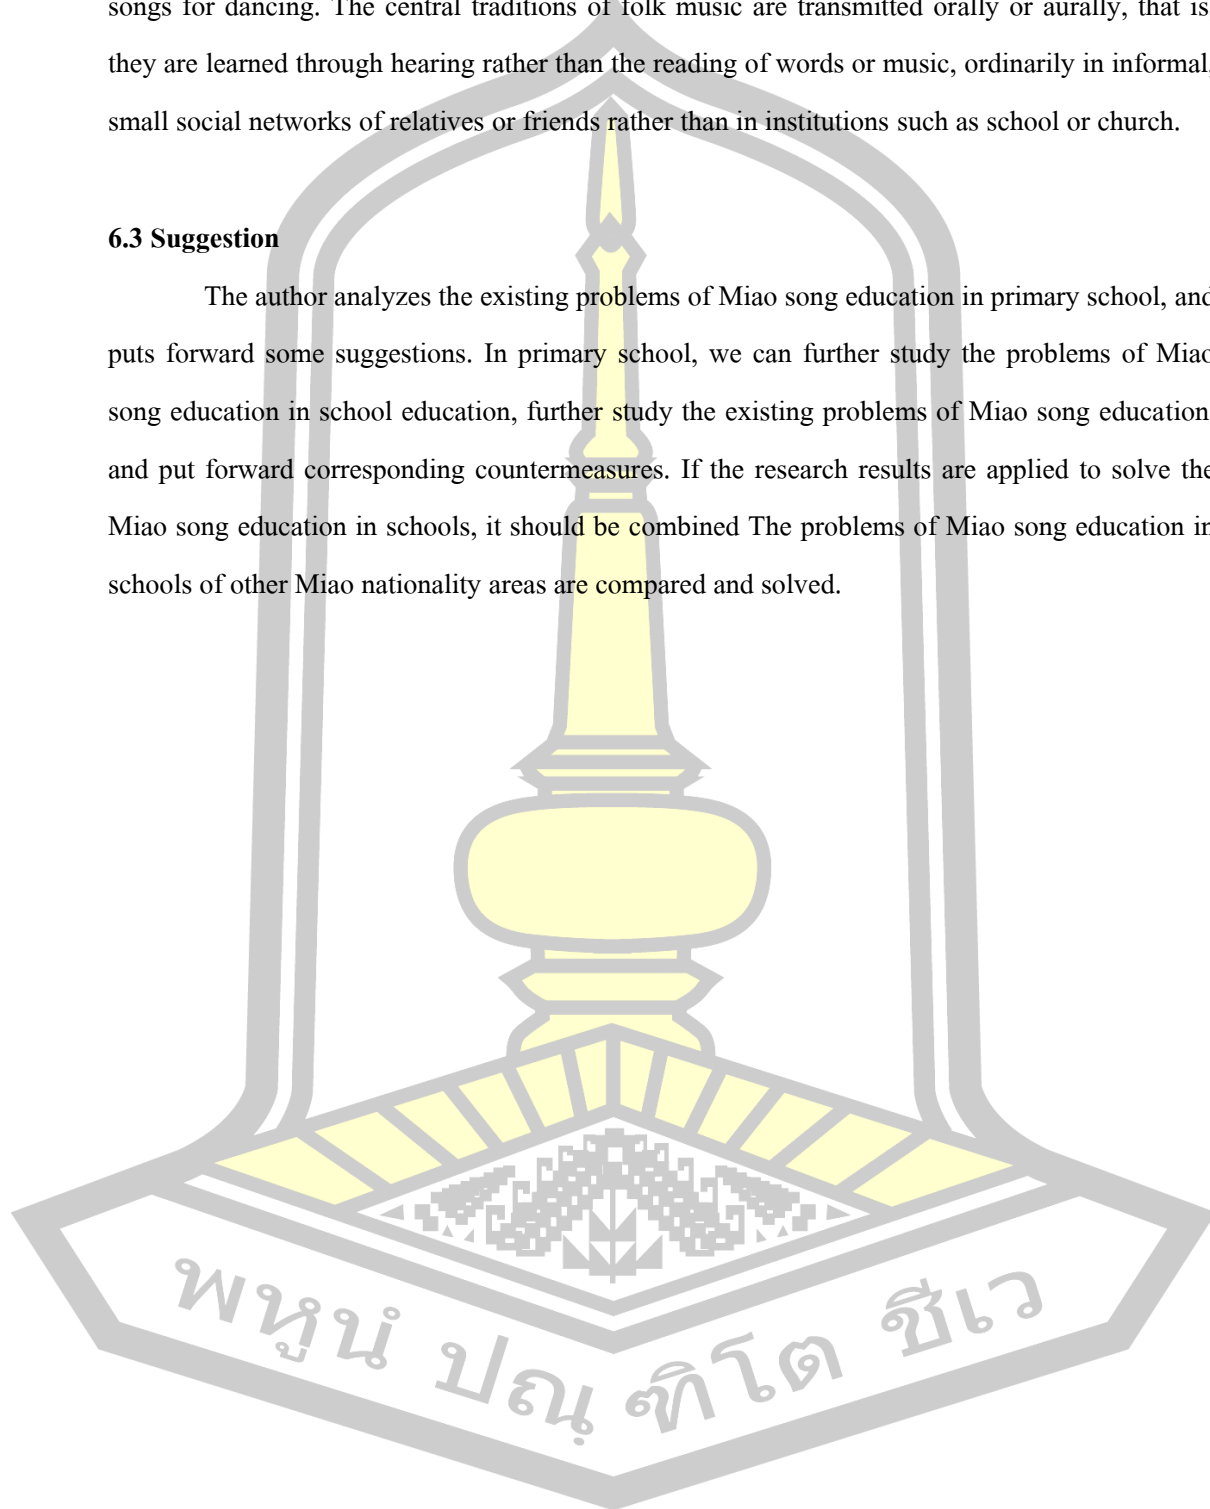 songs for dancing. The central traditions of folk music are transmitted orally or aurally, that is
they are learned through hearing rather than the reading of words or music, ordinarily in informal,
small social networks of relatives or friends rather than in institutions such as school or church.
6.3 Suggestion
The author analyzes the existing problems of Miao song education in primary school, and
puts forward some suggestions. In primary school, we can further study the problems of Miao
song education in school education, further study the existing problems of Miao song education
and put forward corresponding countermeasures. If the research results are applied to solve the
Miao song education in schools, it should be combined The problems of Miao song education in
schools of other Miao nationality areas are compared and solved.
พหูนํ ปณฺฑิโต ชีเว